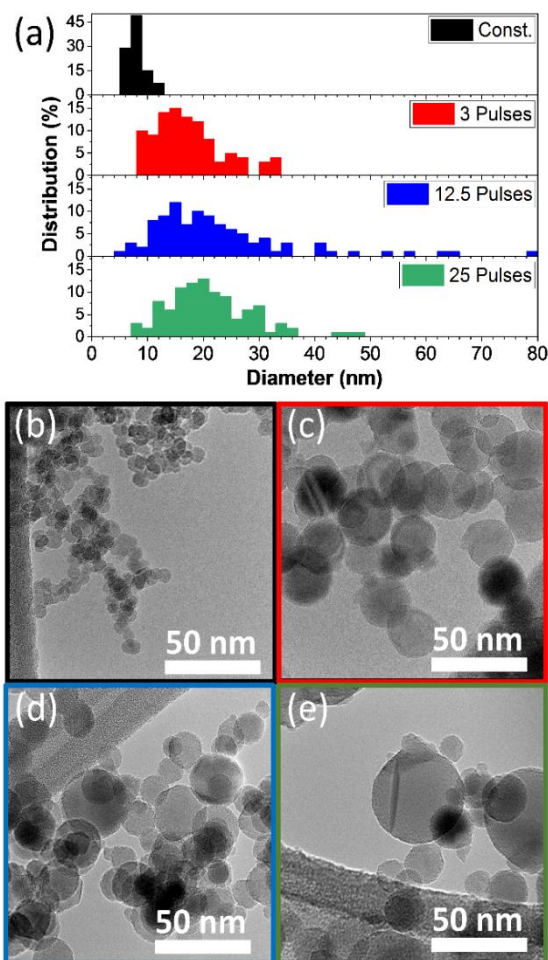 (a)
Const.
3 Pulses
12.5 Pulses
25 Pulses
Distribution (%)
45
30
15
0
15
10
5
0
15
10
5
0
15
10
5
0
0 10 20 30 40 50 60 70 80
Diameter (nm)
(b) (c)
50 nm 50 nm
(d) (e)
50 nm 50 nm